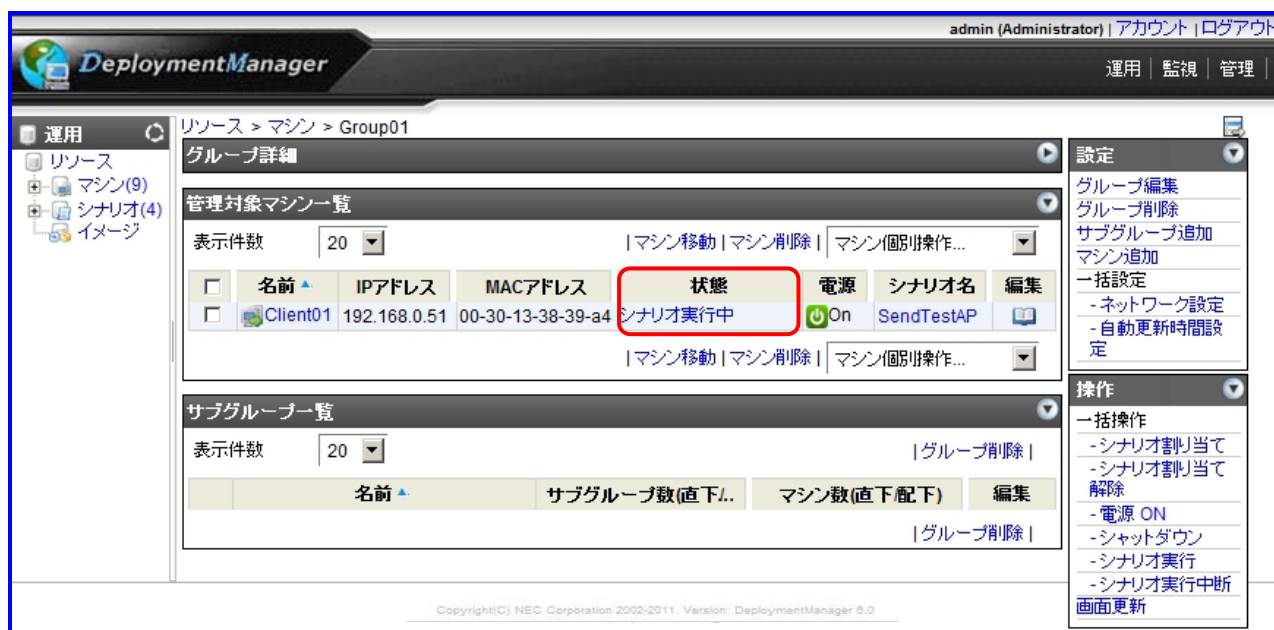 admin (Administrator) | アカウント | ログアウト
DeploymentManager
運用 | 監視 | 管理 |
運用
リソース
マシン(9)
シナリオ(4)
イメージ
リソース > マシン > Group01
グループ詳細
管理対象マシン一覧
表示件数 20 | マシン移動 | マシン削除 | マシン個別操作...
名前 IPアドレス MACアドレス 状態 電源 シナリオ名 編集
Client01 192.168.0.51 00-30-13-38-39-a4 シナリオ実行中 On SendTestAP
| マシン移動 | マシン削除 | マシン個別操作...
サブグループ一覧
表示件数 20 | グループ削除 |
名前 サブグループ数(直下/.. マシン数(直下/配下) 編集
| グループ削除 |
設定
グループ編集
グループ削除
サブグループ追加
マシン追加
一括設定
- ネットワーク設定
- 自動更新時間設
定
操作
一括操作
- シナリオ割り当て
- シナリオ割り当て
解除
- 電源 ON
- シャットダウン
- シナリオ実行
- シナリオ実行中断
画面更新
Copyright(C) NEC Corporation 2002-2011. Version: DeploymentManager 6.0